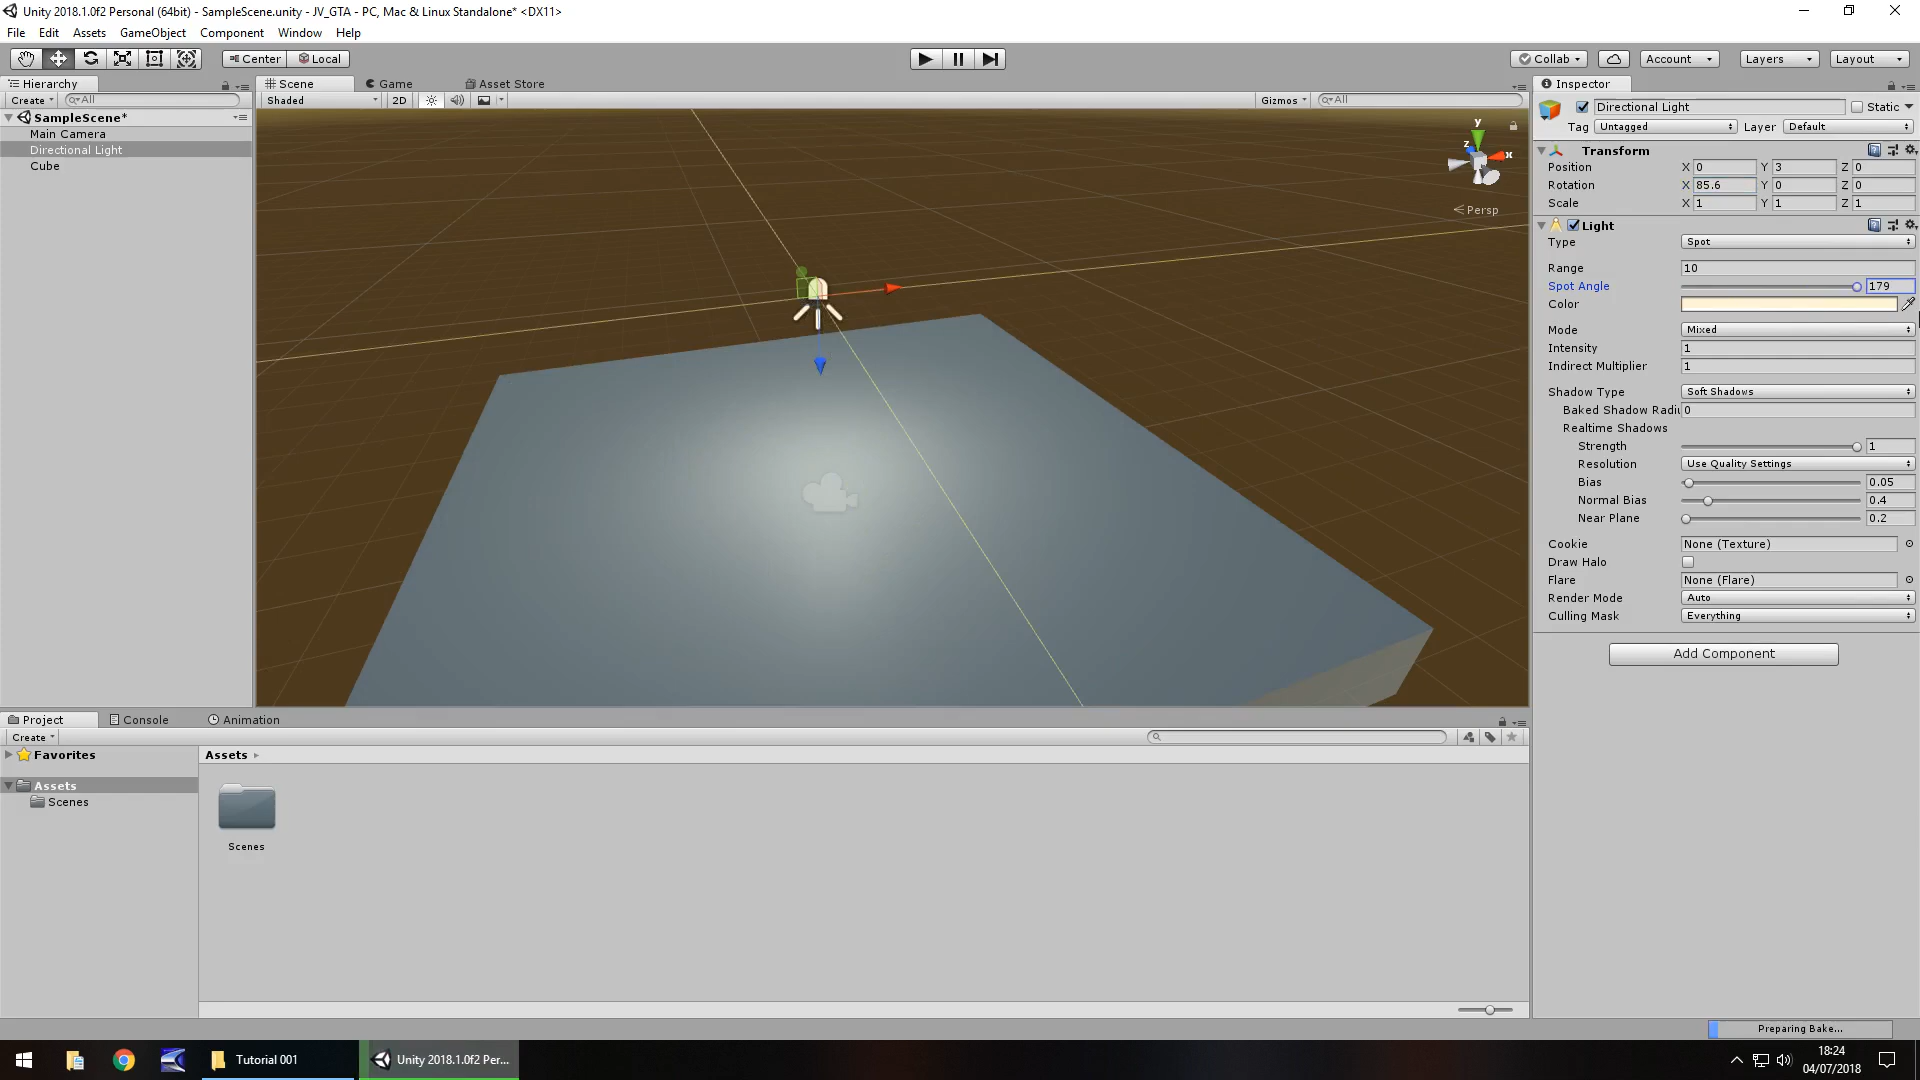 Unity 2018.1.0f2 Personal (64bit) - SampleScene.unity - JV_GTA - PC, Mac & Linux Standalone* <DX11>
File Edit Assets GameObject Component Window Help
Center Local Collab Account Layers Layout
Hierarchy
Create All
SampleScene*
Main Camera
Directional Light
Cube
Scene Game Asset Store
Shaded 2D Gizmos All
y
z x
Persp
Inspector
Directional Light Static
Tag Untagged Layer Default
Transform
Position X 0 Y 3 Z 0
Rotation X 85.6 Y 0 Z 0
Scale X 1 Y 1 Z 1
Light
Type Spot
Range 10
Spot Angle 179
Color
Mode Mixed
Intensity 1
Indirect Multiplier 1
Shadow Type Soft Shadows
Baked Shadow Radiu 0
Realtime Shadows
Strength 1
Resolution Use Quality Settings
Bias 0.05
Normal Bias 0.4
Near Plane 0.2
Cookie None (Texture)
Draw Halo
Flare None (Flare)
Render Mode Auto
Culling Mask Everything
Add Component
Project Console Animation
Create
Favorites
Assets
Scenes
Assets
Scenes
Preparing Bake...
Tutorial 001 Unity 2018.1.0f2 Per...
18:24
04/07/2018